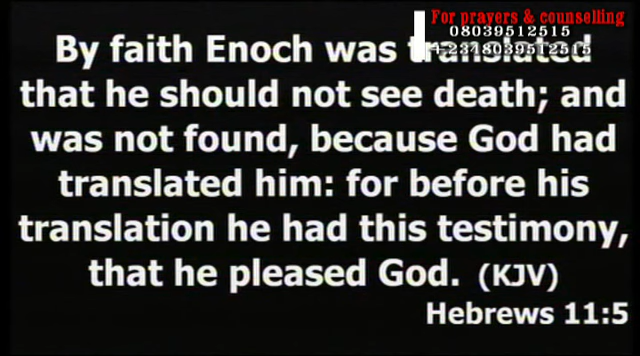 For prayers & counselling
08039512515
+2348039512515
By faith Enoch was translated
that he should not see death; and
was not found, because God had
translated him: for before his
translation he had this testimony,
that he pleased God. (KJV)
Hebrews 11:5